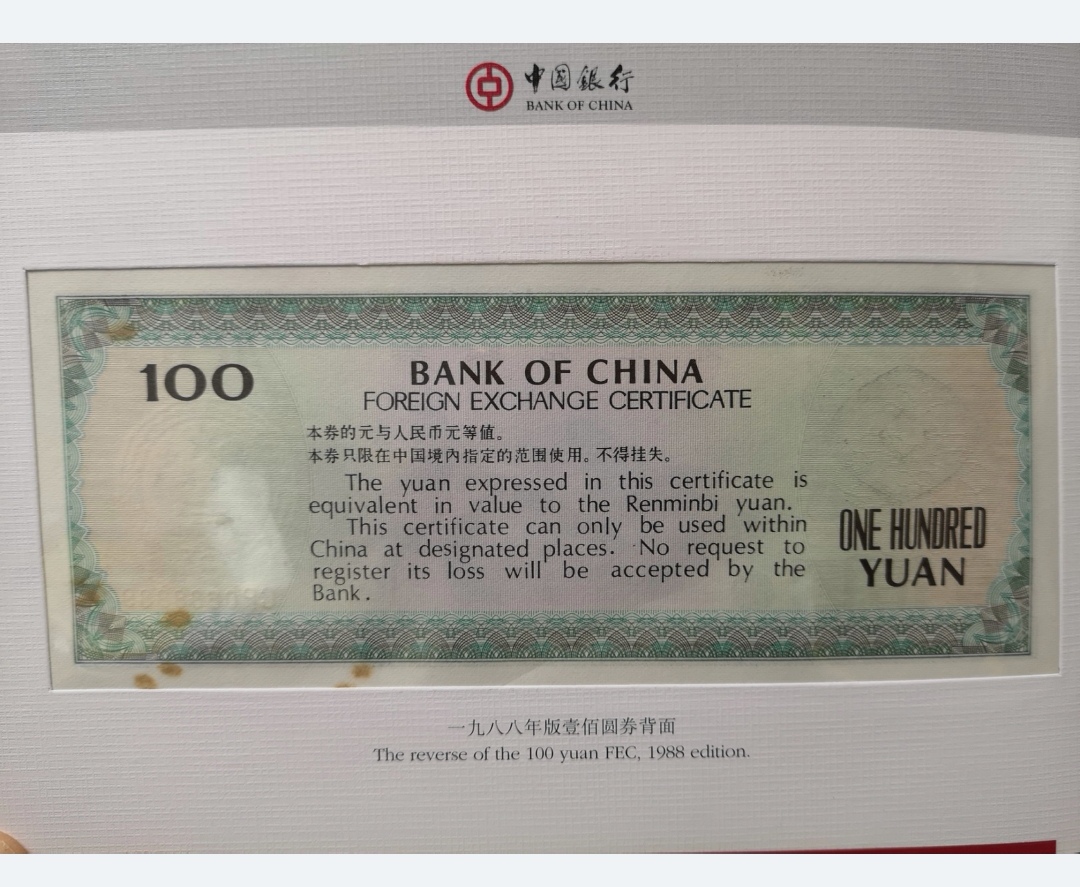 中国銀行
BANK OF CHINA
100
BANK OF CHINA
FOREIGN EXCHANGE CERTIFICATE
本券的元与人民币元等値。
本券只限在中国境内指定的范围使用。不得挂失。
The yuan expressed in this certificate is
equivalent in value to the Renminbi yuan.
This certificate can only be used within
China at designated places. No request to
register its loss will be accepted by the
Bank.
ONE HUNDRED
YUAN
一九八八年版壹佰圆券背面
The reverse of the 100 yuan FEC, 1988 edition.